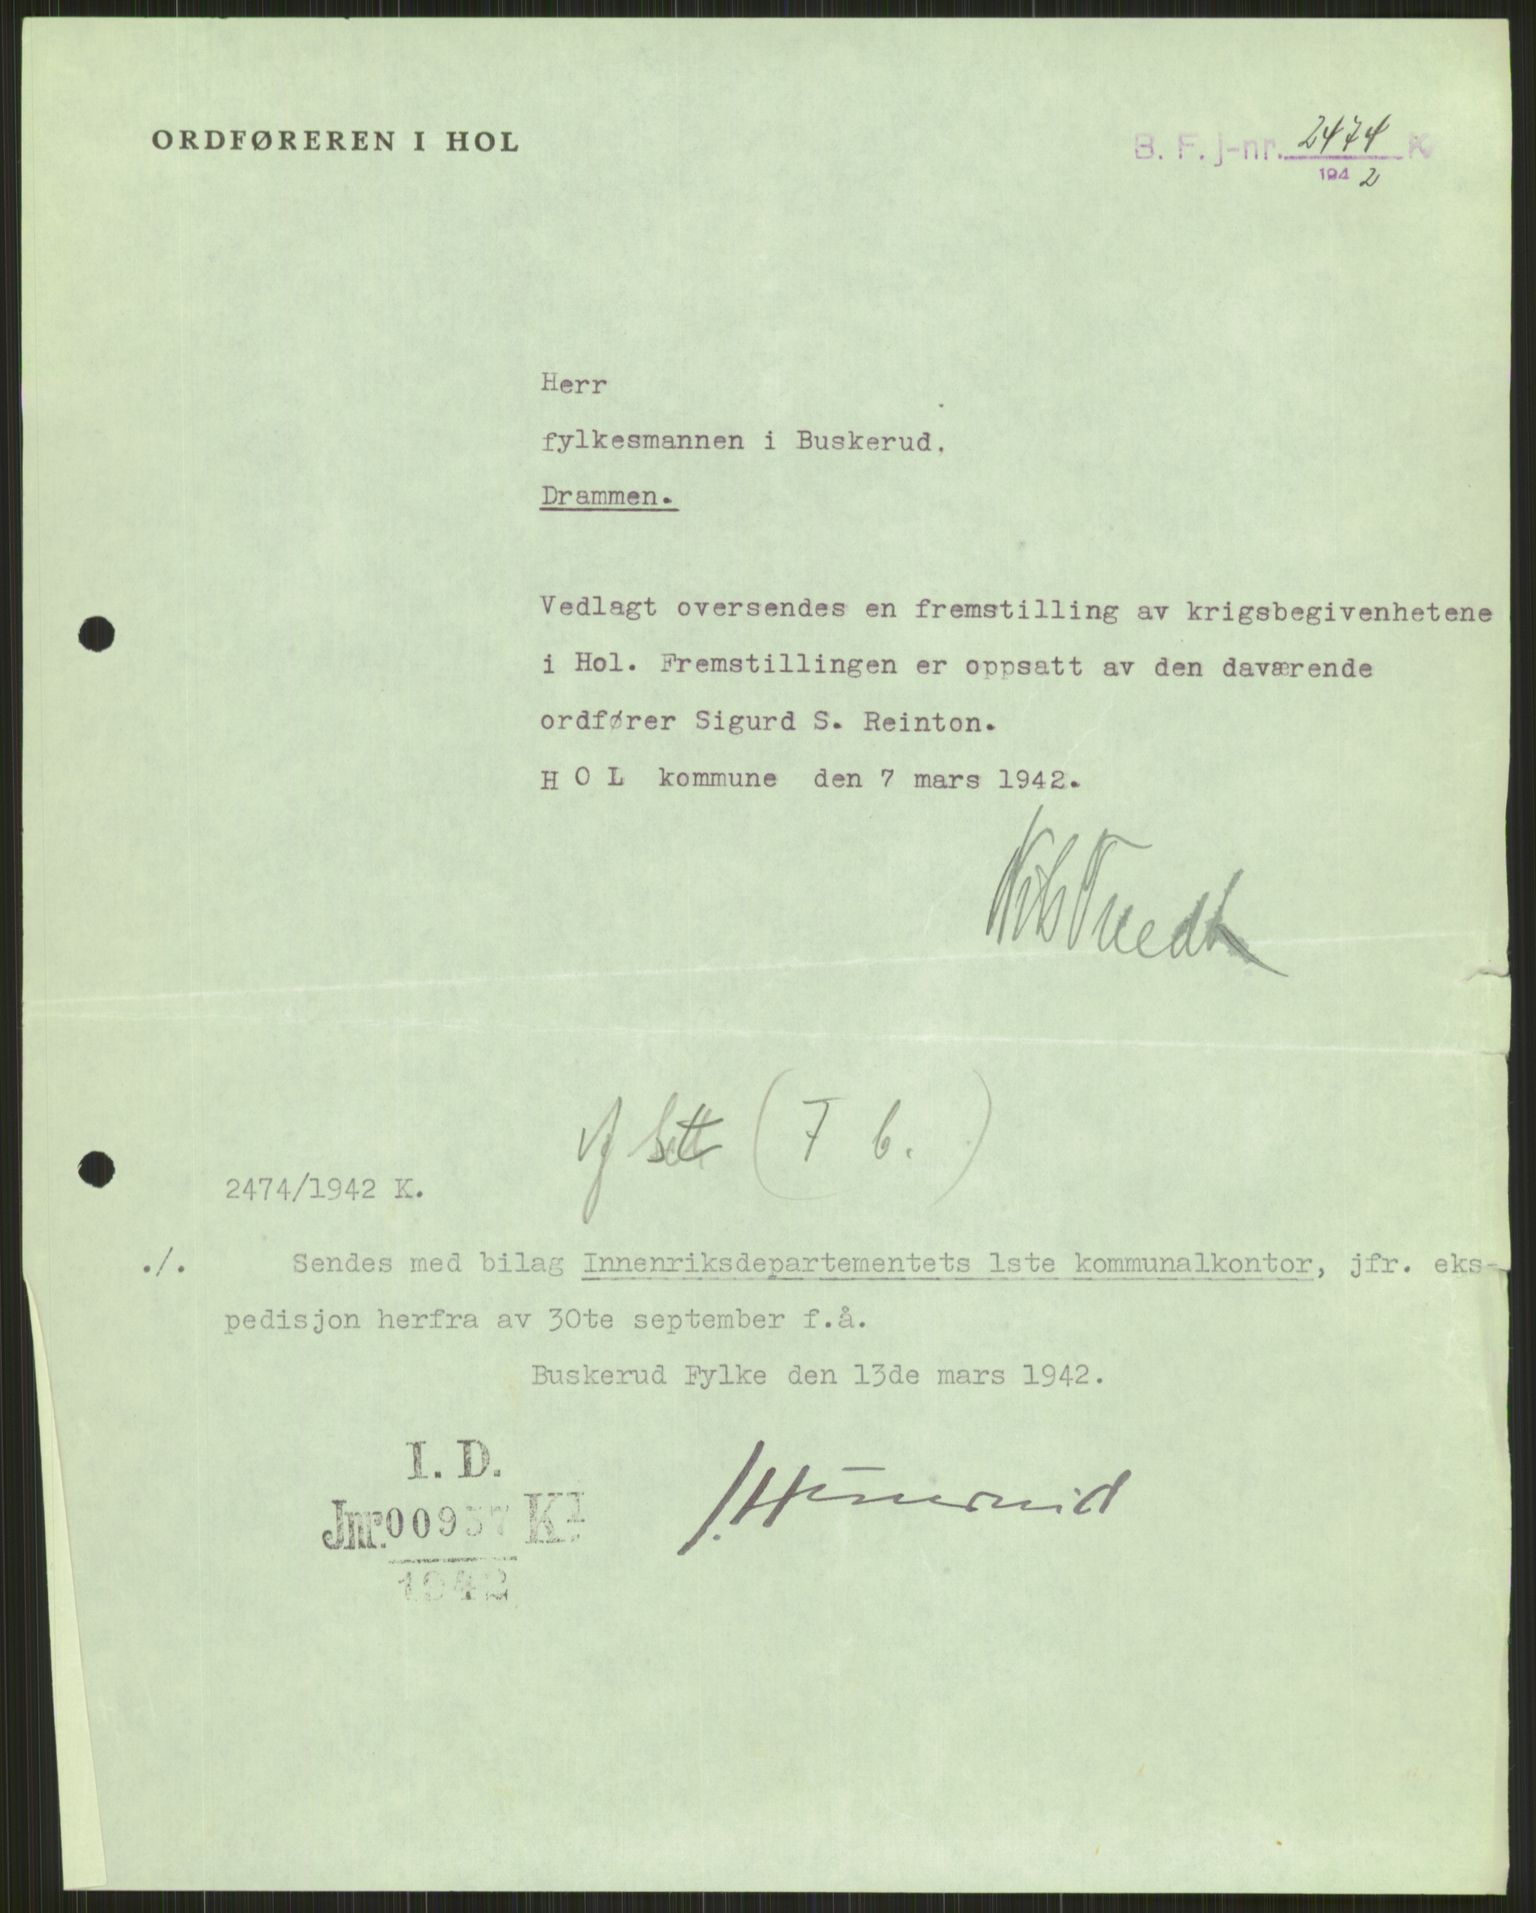 ORDFØREREN I HOL
B. F. j-nr. 2474 K
1942
Herr
fylkesmannen i Buskerud.
Drammen.
Vedlagt oversendes en fremstilling av krigsbegivenhetene
i Hol. Fremstillingen er oppsatt av den daværende
ordfører Sigurd S. Reinton.
H O L kommune den 7 mars 1942.
2474/1942 K.
./. Sendes med bilag Innenriksdepartementets 1ste kommunalkontor, jfr. eks-
pedisjon herfra av 30te september f.å.
Buskerud Fylke den 13de mars 1942.
I. D.
Jnr. 00957 K1
1942